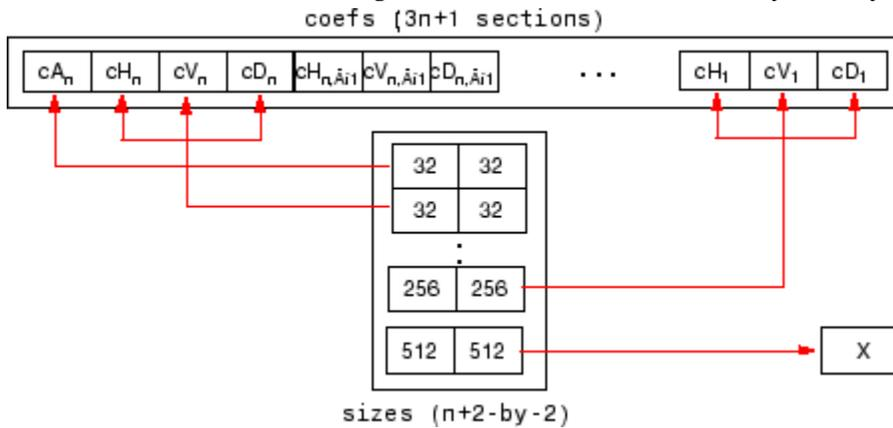 coefs (3n+1 sections)
cAn cHn cVn cDn cHn,Äi1 cVn,Äi1 cDn,Äi1 ... cH1 cV1 cD1
32 32
32 32
:
256 256
512 512 X
sizes (n+2-by-2)